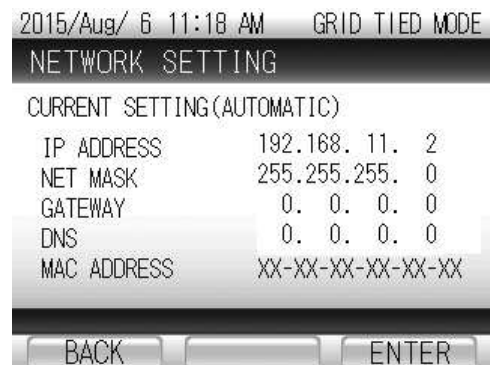 2015/Aug/ 6 11:18 AM GRID TIED MODE
NETWORK SETTING
CURRENT SETTING(AUTOMATIC)
IP ADDRESS 192.168. 11. 2
NET MASK 255.255.255. 0
GATEWAY 0. 0. 0. 0
DNS 0. 0. 0. 0
MAC ADDRESS XX-XX-XX-XX-XX-XX
BACK ENTER